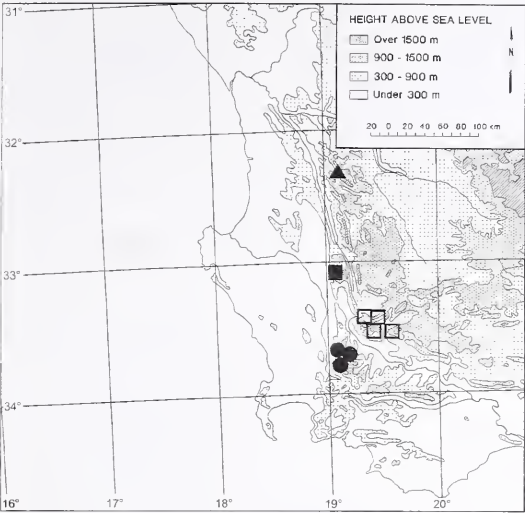 HEIGHT ABOVE SEA LEVEL
Over 1500 m
900 - 1500 m
300 - 900 m
Under 300 m
N
20 0 20 40 60 80 100 km
31°
32°
33°
34°
16° 17° 18° 19° 20°